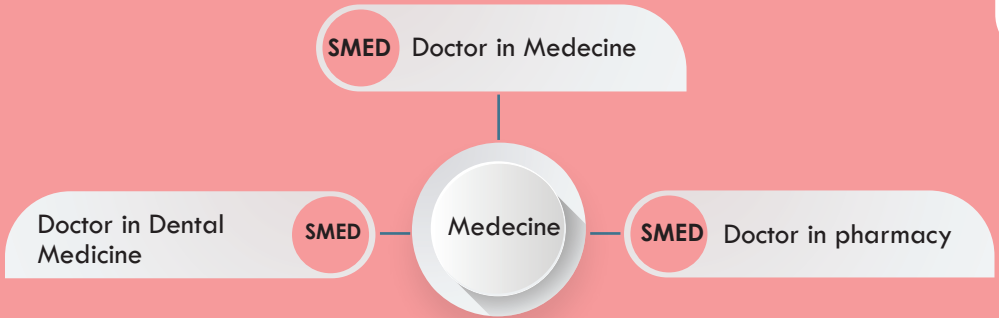 SMED Doctor in Medecine
Doctor in Dental
Medicine
SMED
Medecine
SMED Doctor in pharmacy